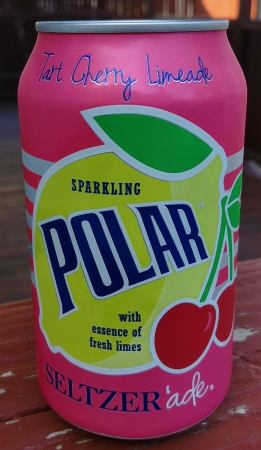 Tart Cherry Limeade
SPARKLING
POLAR
with
essence of
fresh limes
SELTZER'ade.